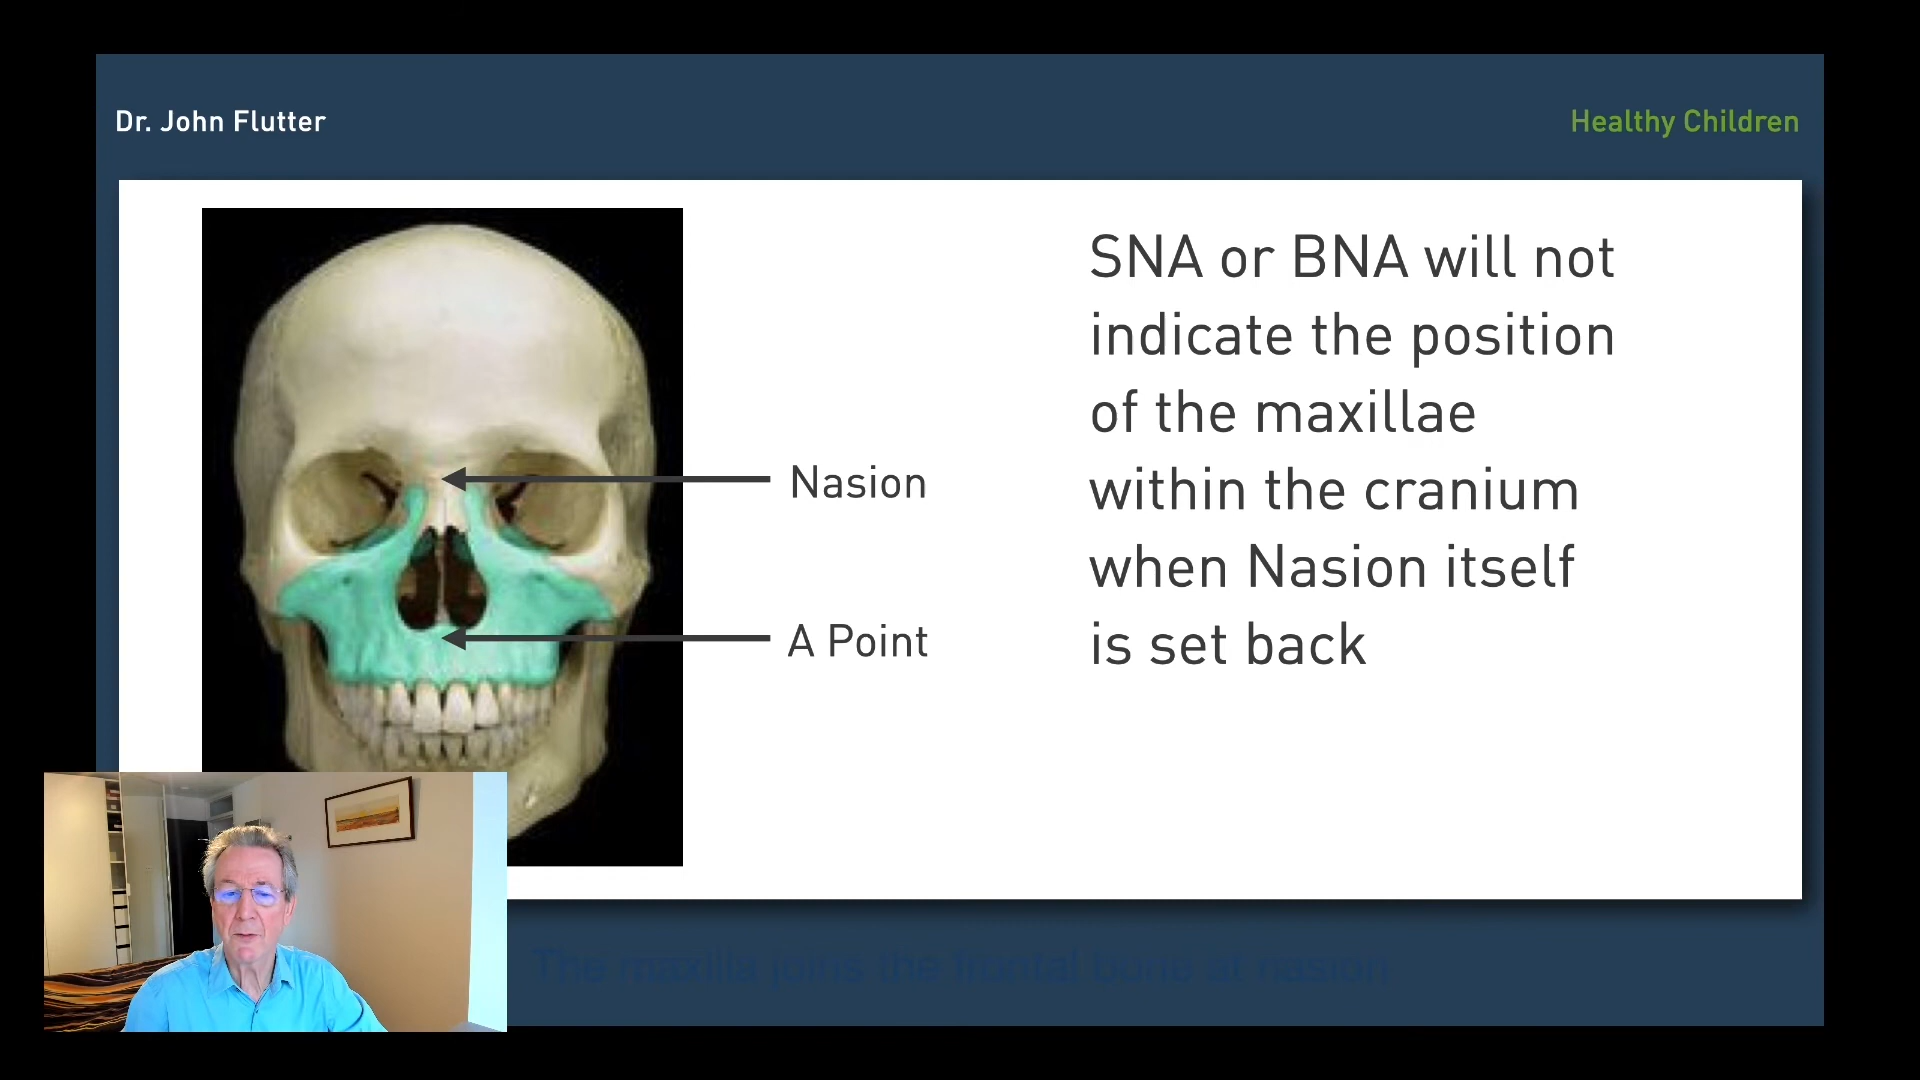 Dr. John Flutter
Healthy Children
Nasion
A Point
SNA or BNA will not
indicate the position
of the maxillae
within the cranium
when Nasion itself
is set back
The maxilla joins the frontal bone at nasion